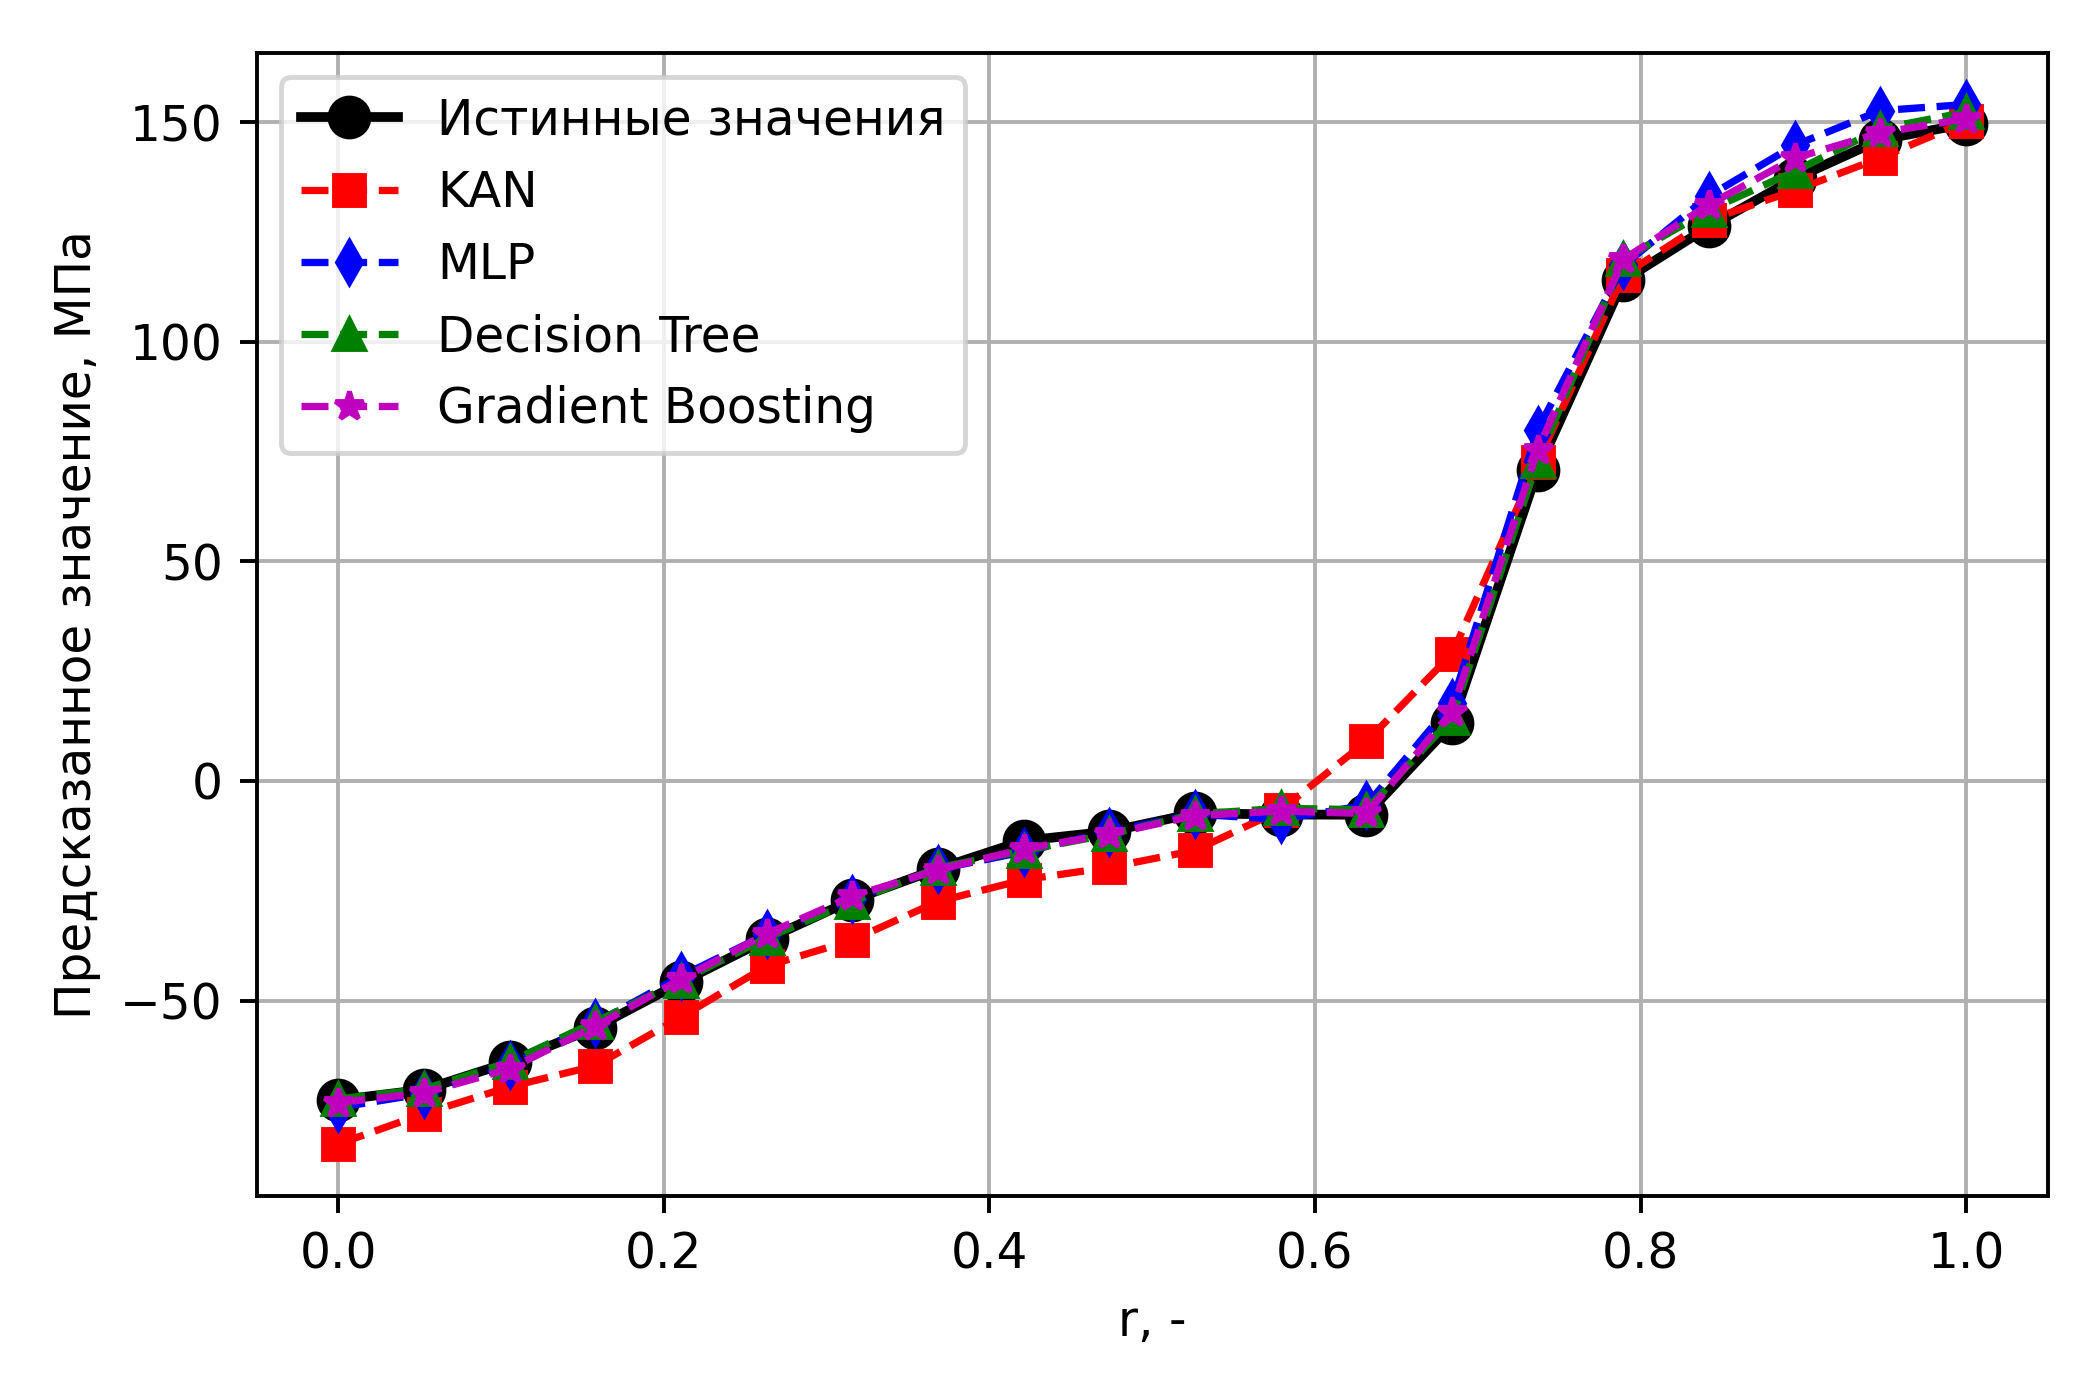 Истинные значения
KAN
MLP
Decision Tree
Gradient Boosting
150
100
50
0
−50
Предсказанное значение, МПа
0.0 0.2 0.4 0.6 0.8 1.0
r, -